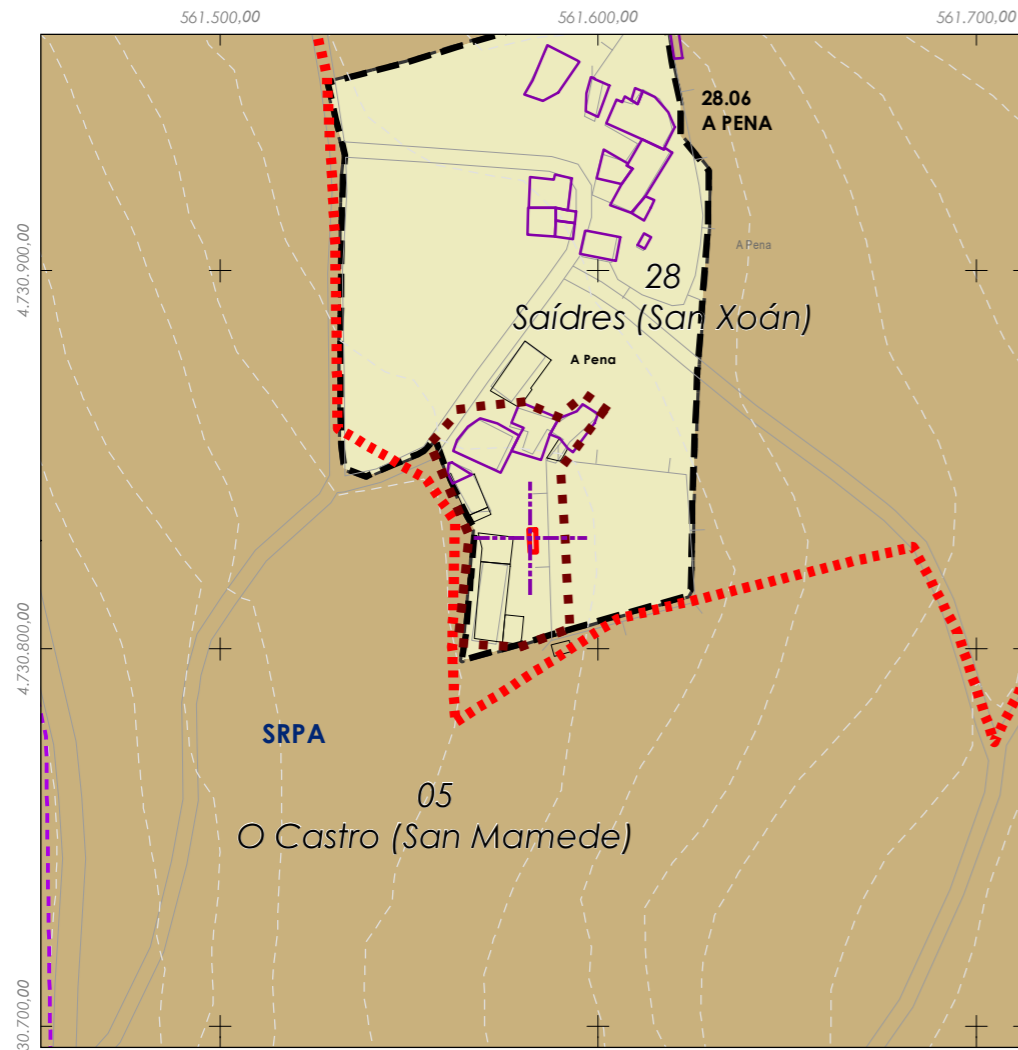 561.500,00
561.600,00
561.700,00
28.06
A PENA
4.730.900,00
A Pena
28
Saídres (San Xoán)
A Pena
4.730.800,00
SRPA
05
O Castro (San Mamede)
30.700,00